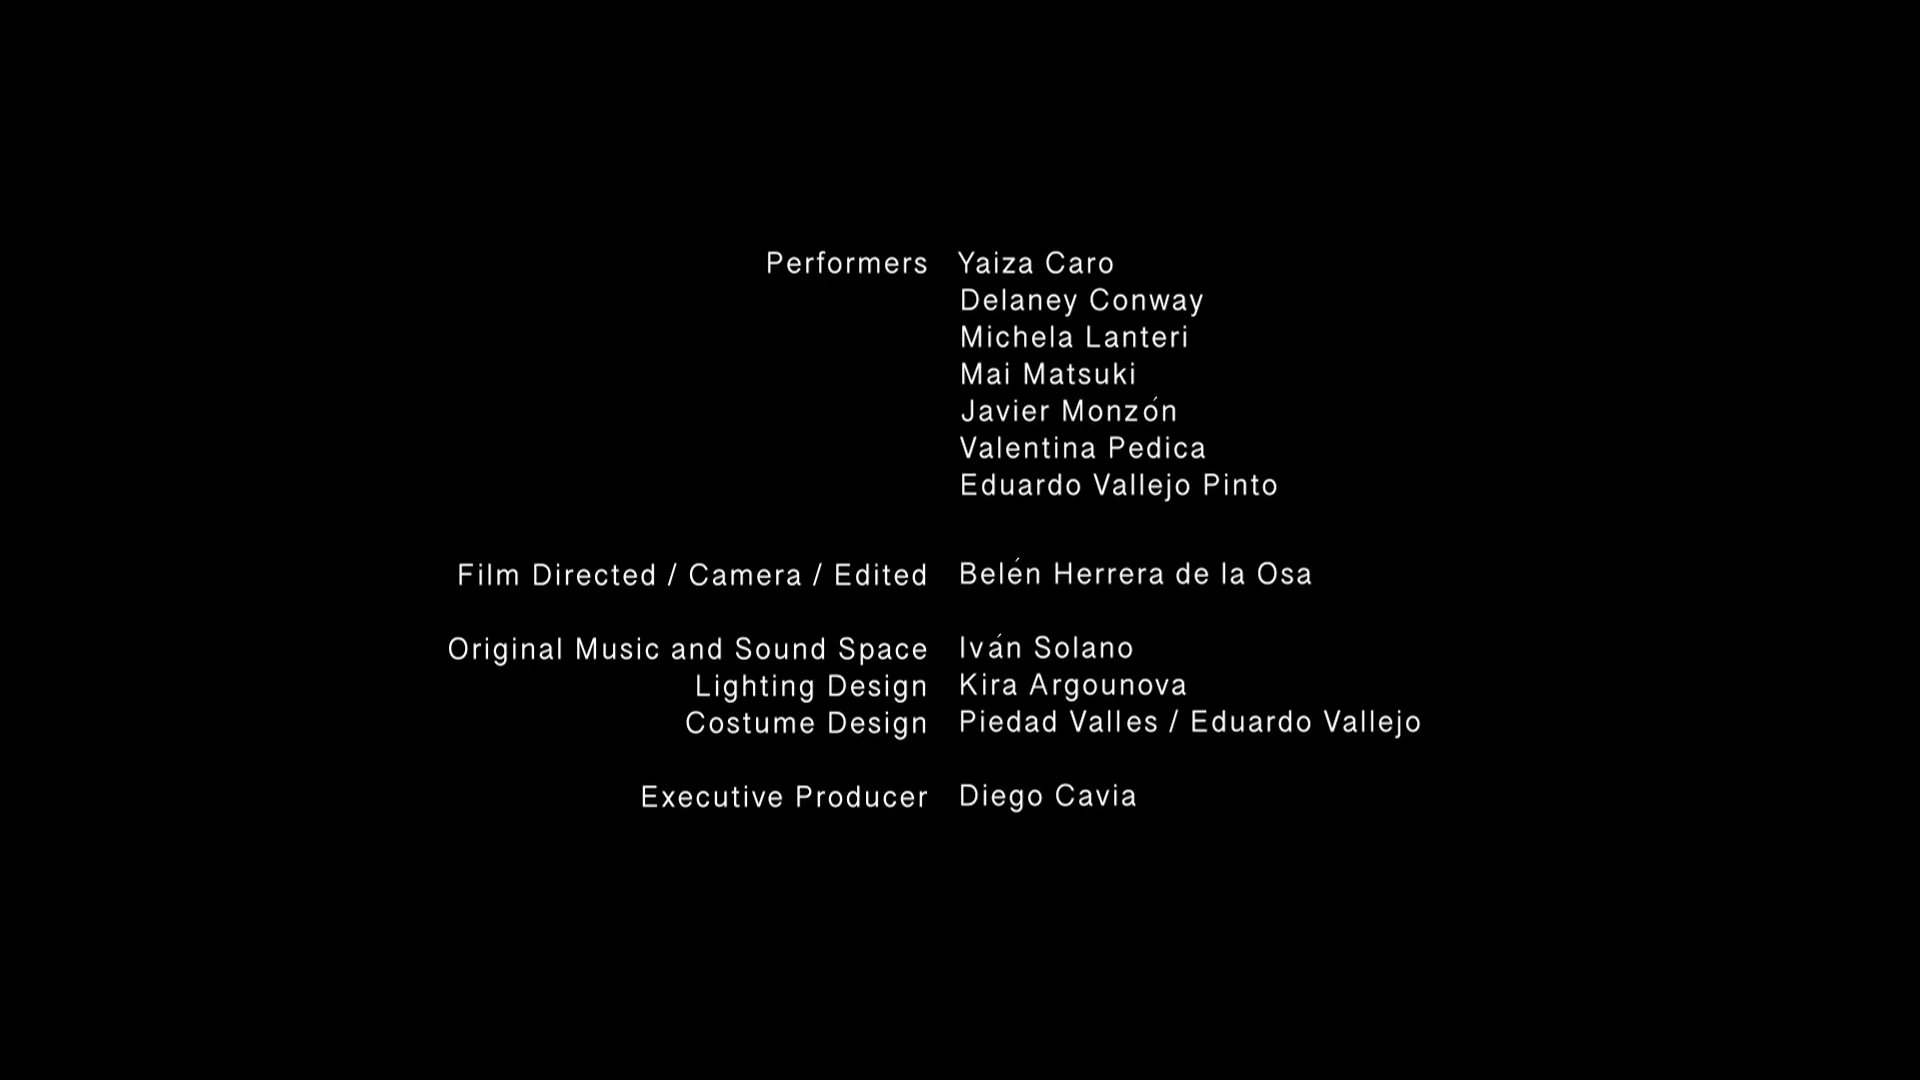 Performers Yaiza Caro
Delaney Conway
Michela Lanteri
Mai Matsuki
Javier Monzón
Valentina Pedica
Eduardo Vallejo Pinto
Film Directed / Camera / Edited Belén Herrera de la Osa
Original Music and Sound Space Iván Solano
Lighting Design Kira Argounova
Costume Design Piedad Valles / Eduardo Vallejo
Executive Producer Diego Cavia